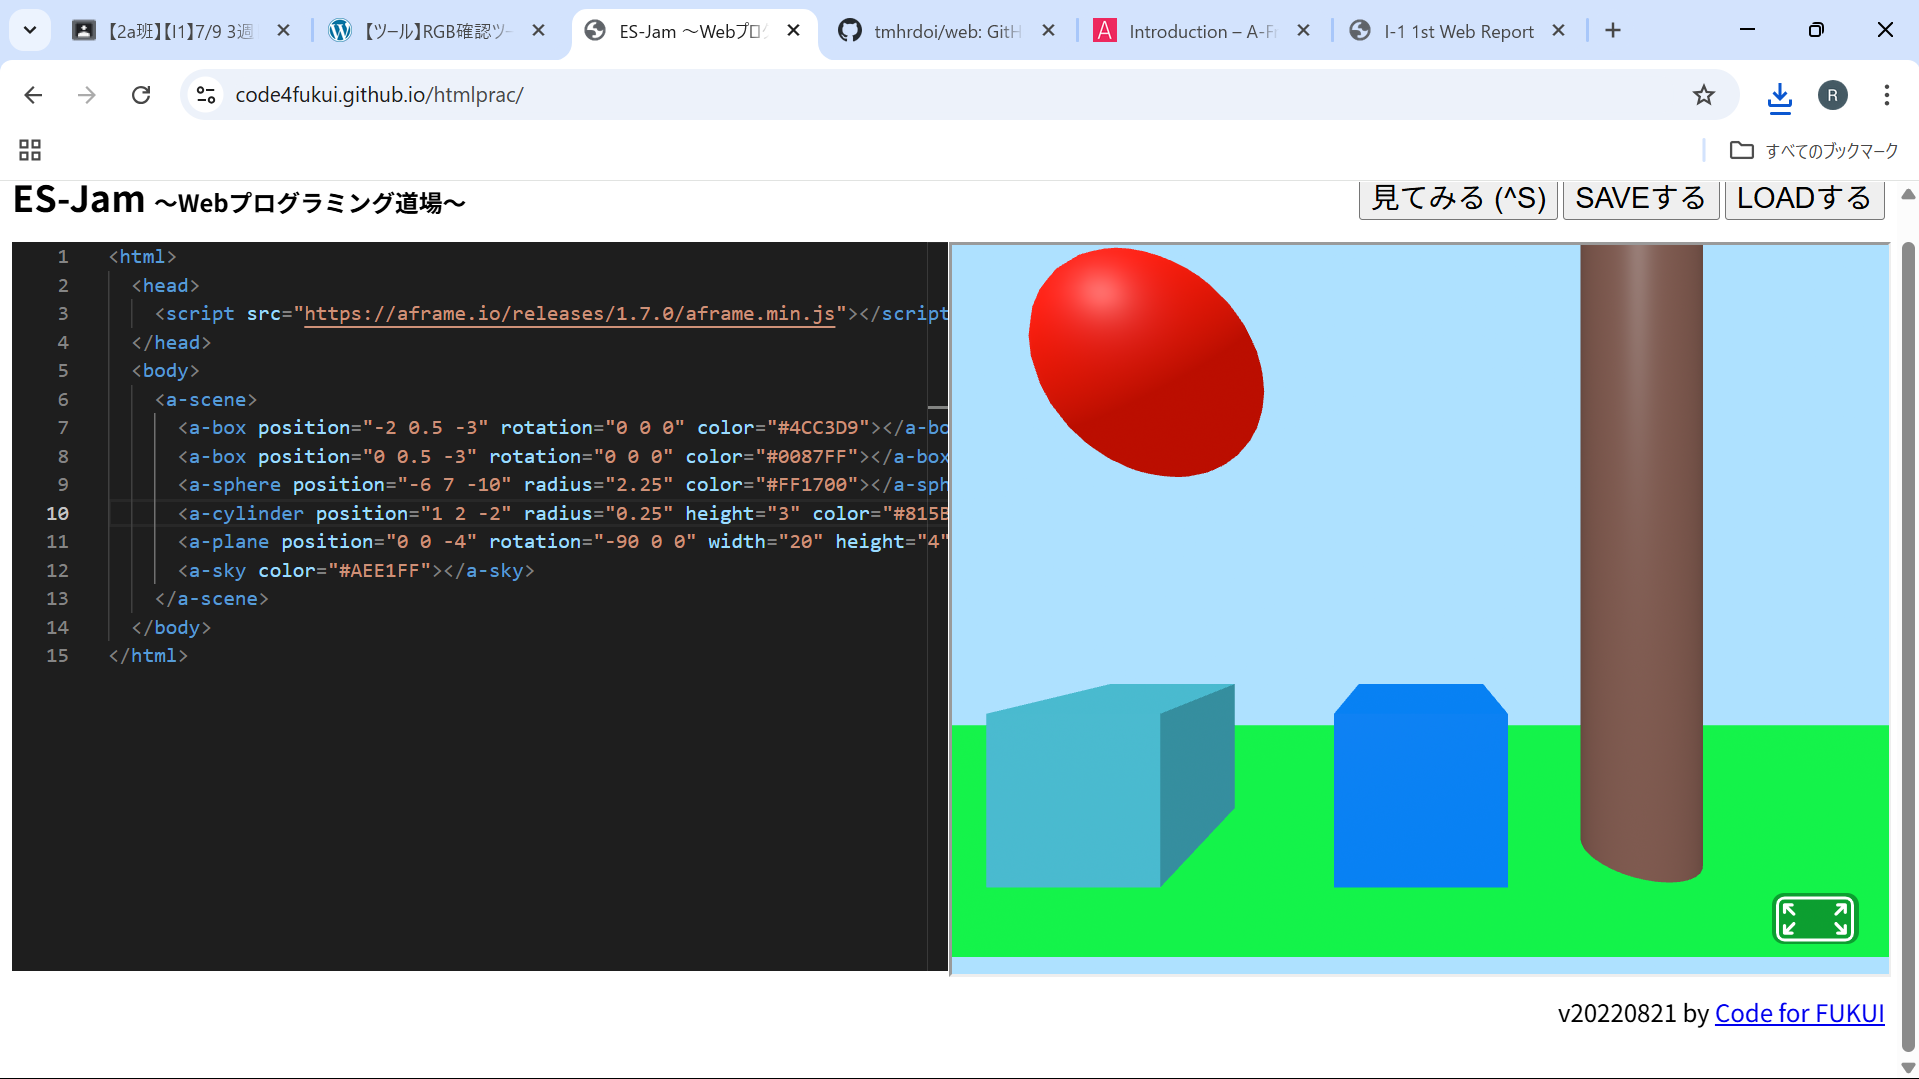 【2a班】【I1】7/9 3週
【ツール】RGB確認ツー
ES-Jam ～Webプログ
tmhrdoi/web: GitH
Introduction – A-Fr
I-1 1st Web Report
code4fukui.github.io/htmlprac/
R
すべてのブックマーク
ES-Jam ～Webプログラミング道場～
見てみる (^S) SAVEする LOADする
1 <html>
2 <head>
3 <script src="https://aframe.io/releases/1.7.0/aframe.min.js"></script
4 </head>
5 <body>
6 <a-scene>
7 <a-box position="-2 0.5 -3" rotation="0 0 0" color="#4CC3D9"></a-bo
8 <a-box position="0 0.5 -3" rotation="0 0 0" color="#0087FF"></a-box
9 <a-sphere position="-6 7 -10" radius="2.25" color="#FF1700"></a-sph
10 <a-cylinder position="1 2 -2" radius="0.25" height="3" color="#815B
11 <a-plane position="0 0 -4" rotation="-90 0 0" width="20" height="4"
12 <a-sky color="#AEE1FF"></a-sky>
13 </a-scene>
14 </body>
15 </html>
v20220821 by Code for FUKUI